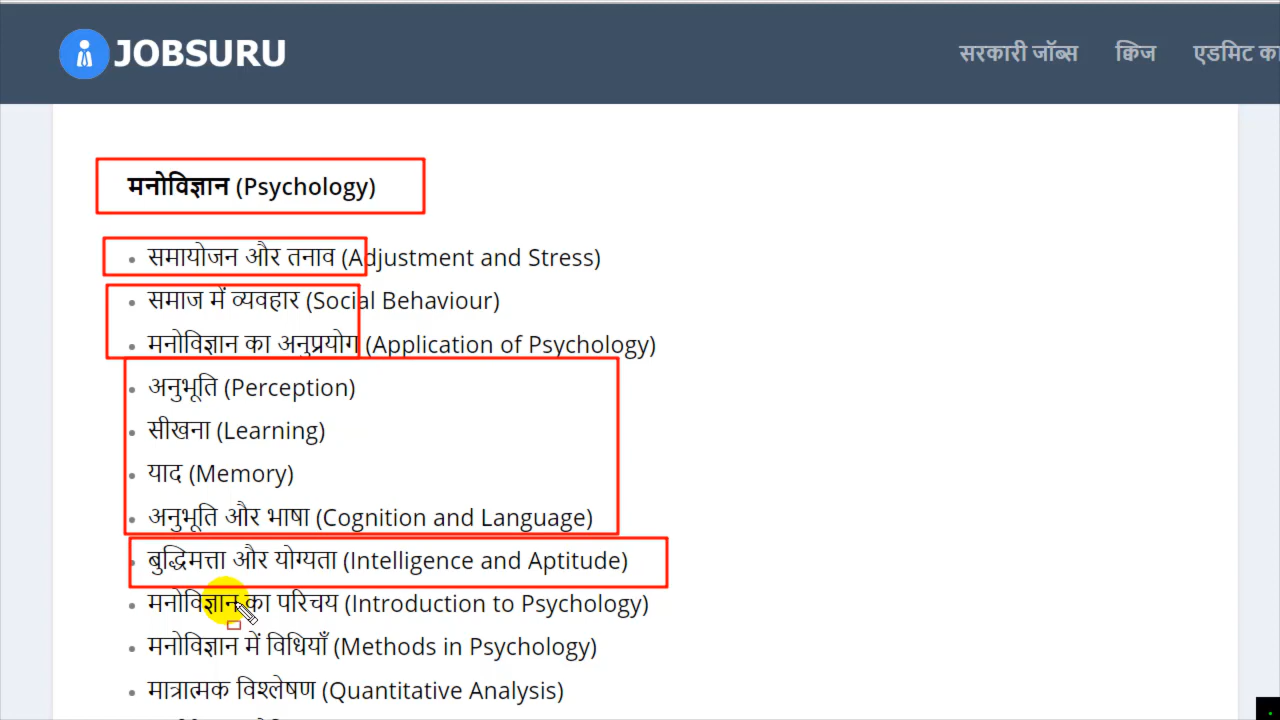 JOBSURU
सरकारी जॉब्स क्विज एडमिट का
मनोविज्ञान (Psychology)
समायोजन और तनाव (Adjustment and Stress)
समाज में व्यवहार (Social Behaviour)
मनोविज्ञान का अनुप्रयोग (Application of Psychology)
अनुभूति (Perception)
सीखना (Learning)
याद (Memory)
अनुभूति और भाषा (Cognition and Language)
बुद्धिमत्ता और योग्यता (Intelligence and Aptitude)
मनोविज्ञान का परिचय (Introduction to Psychology)
मनोविज्ञान में विधियाँ (Methods in Psychology)
मात्रात्मक विश्लेषण (Quantitative Analysis)